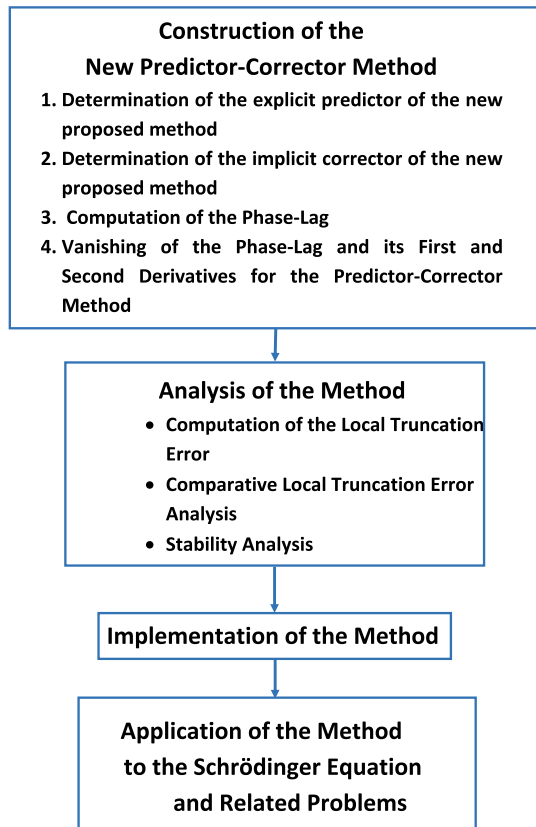 Construction of the
New Predictor-Corrector Method
1. Determination of the explicit predictor of the new
proposed method
2. Determination of the implicit corrector of the new
proposed method
3. Computation of the Phase-Lag
4. Vanishing of the Phase-Lag and its First and
Second Derivatives for the Predictor-Corrector
Method
Analysis of the Method
• Computation of the Local Truncation
Error
• Comparative Local Truncation Error
Analysis
• Stability Analysis
Implementation of the Method
Application of the Method
to the Schrödinger Equation
and Related Problems